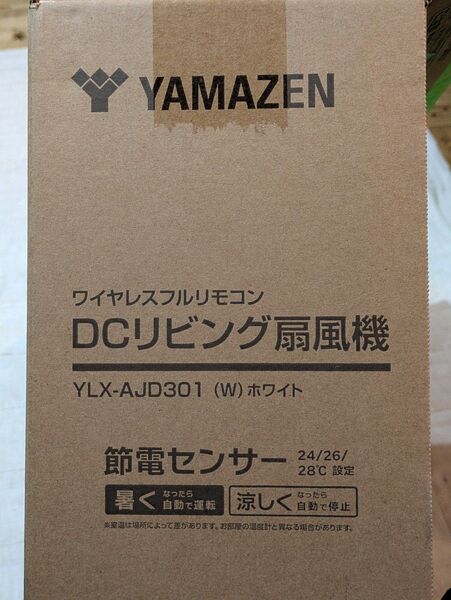 YAMAZEN
ワイヤレスフルリモコン
DCリビング扇風機
YLX-AJD301 (W) ホワイト
節電センサー 24/26/
28℃ 設定
暑く なったら
自動で運転
涼しく なったら
自動で停止
※室温は場所によって差があります。お部屋の温度計と異なる場合があります。